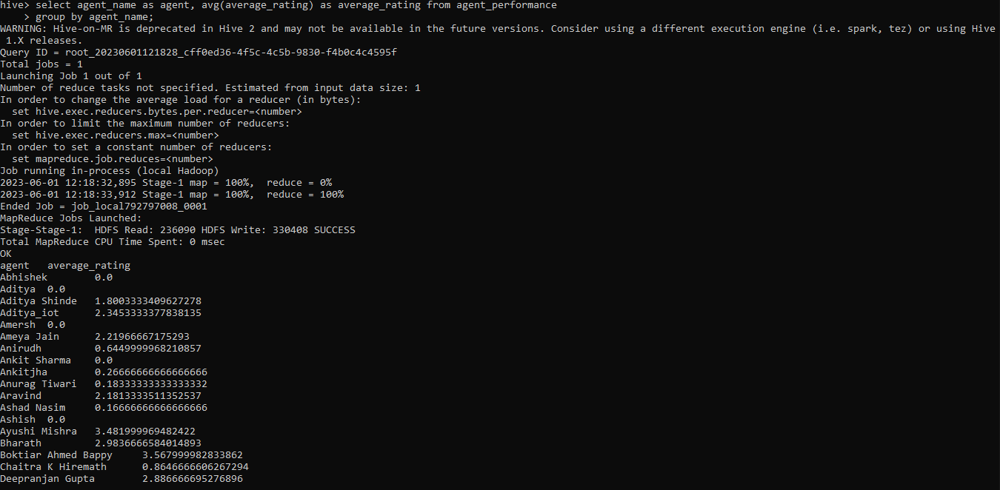 hive> select agent_name as agent, avg(average_rating) as average_rating from agent_performance
    > group by agent_name;
WARNING: Hive-on-MR is deprecated in Hive 2 and may not be available in the future versions. Consider using a different execution engine (i.e. spark, tez) or using Hive
 1.X releases.
Query ID = root_20230601121828_cff0ed36-4f5c-4c5b-9830-f4b0c4c4595f
Total jobs = 1
Launching Job 1 out of 1
Number of reduce tasks not specified. Estimated from input data size: 1
In order to change the average load for a reducer (in bytes):
  set hive.exec.reducers.bytes.per.reducer=<number>
In order to limit the maximum number of reducers:
  set hive.exec.reducers.max=<number>
In order to set a constant number of reducers:
  set mapreduce.job.reduces=<number>
Job running in-process (local Hadoop)
2023-06-01 12:18:32,895 Stage-1 map = 100%,  reduce = 0%
2023-06-01 12:18:33,912 Stage-1 map = 100%,  reduce = 100%
Ended Job = job_local792797008_0001
MapReduce Jobs Launched:
Stage-Stage-1:  HDFS Read: 236090 HDFS Write: 330408 SUCCESS
Total MapReduce CPU Time Spent: 0 msec
OK
agent   average_rating
Abhishek        0.0
Aditya  0.0
Aditya Shinde   1.8003333409627278
Aditya_iot      2.3453333377838135
Amersh  0.0
Ameya Jain      2.21966667175293
Anirudh         0.6449999968210857
Ankit Sharma    0.0
Ankitjha        0.26666666666666666
Anurag Tiwari   0.18333333333333332
Aravind         2.1813333511352537
Ashad Nasim     0.16666666666666666
Ashish  0.0
Ayushi Mishra   3.481999969482422
Bharath         2.9836666584014893
Boktiar Ahmed Bappy     3.567999982833862
Chaitra K Hiremath      0.8646666606267294
Deepranjan Gupta        2.886666695276896